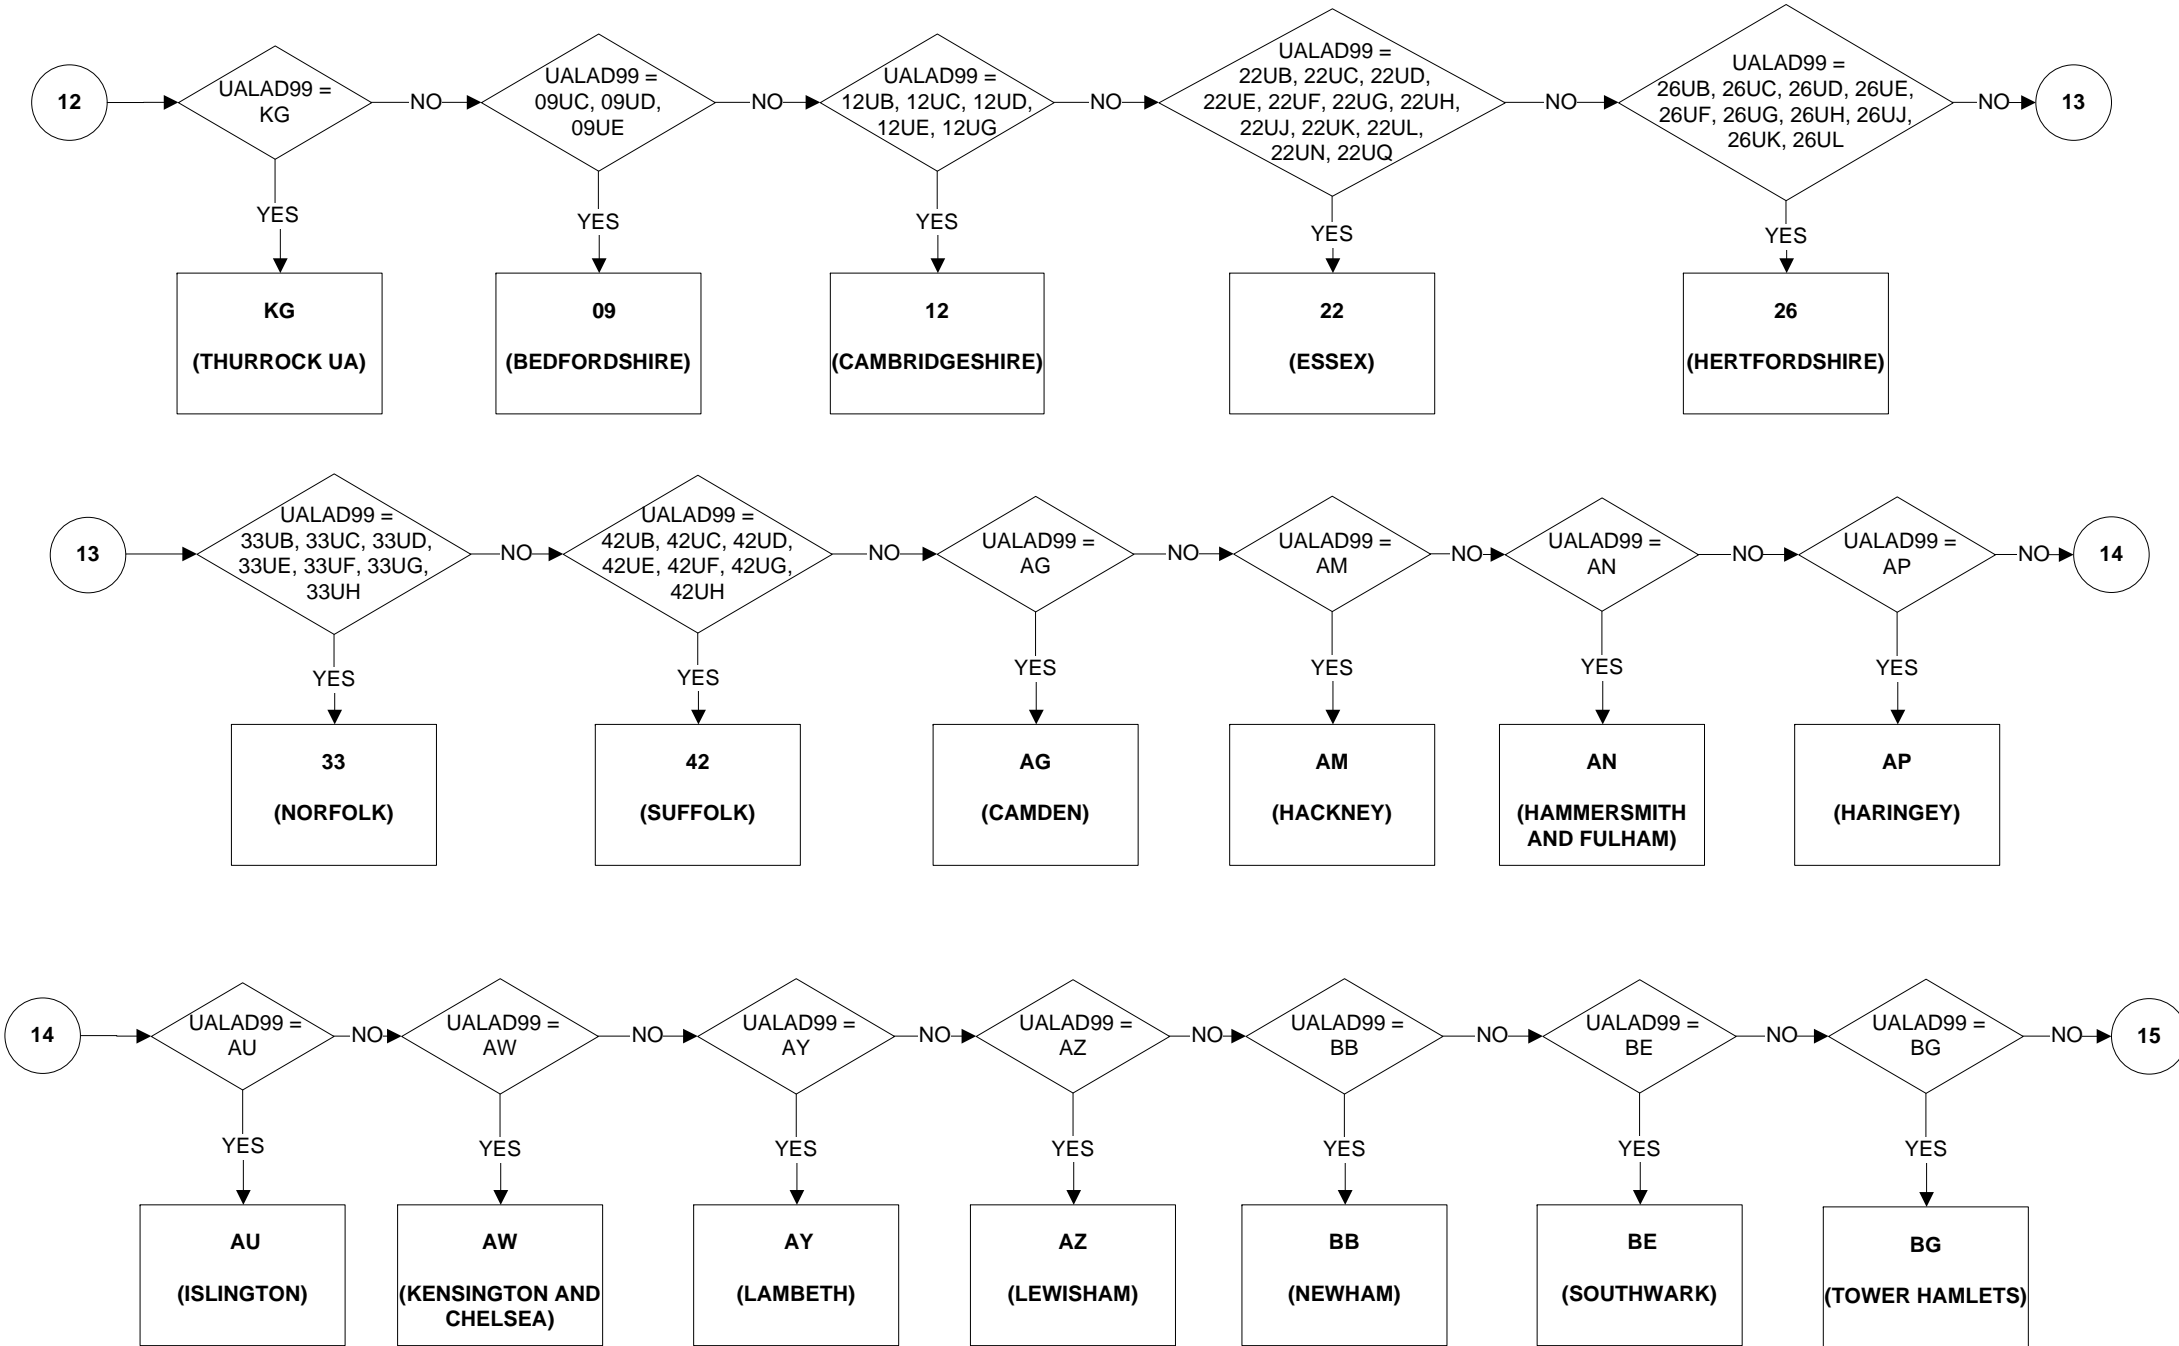 12
UALAD99 =
KG
NO
UALAD99 =
09UC, 09UD,
09UE
NO
UALAD99 =
12UB, 12UC, 12UD,
12UE, 12UG
NO
UALAD99 =
22UB, 22UC, 22UD,
22UE, 22UF, 22UG, 22UH,
22UJ, 22UK, 22UL,
22UN, 22UQ
NO
UALAD99 =
26UB, 26UC, 26UD, 26UE,
26UF, 26UG, 26UH, 26UJ,
26UK, 26UL
NO
13
YES
YES
YES
YES
YES
KG
(THURROCK UA)
09
(BEDFORDSHIRE)
12
(CAMBRIDGESHIRE)
22
(ESSEX)
26
(HERTFORDSHIRE)
13
UALAD99 =
33UB, 33UC, 33UD,
33UE, 33UF, 33UG,
33UH
NO
UALAD99 =
42UB, 42UC, 42UD,
42UE, 42UF, 42UG,
42UH
NO
UALAD99 =
AG
NO
UALAD99 =
AM
NO
UALAD99 =
AN
NO
UALAD99 =
AP
NO
14
YES
YES
YES
YES
YES
YES
33
(NORFOLK)
42
(SUFFOLK)
AG
(CAMDEN)
AM
(HACKNEY)
AN
(HAMMERSMITH
AND FULHAM)
AP
(HARINGEY)
14
UALAD99 =
AU
NO
UALAD99 =
AW
NO
UALAD99 =
AY
NO
UALAD99 =
AZ
NO
UALAD99 =
BB
NO
UALAD99 =
BE
NO
UALAD99 =
BG
NO
15
YES
YES
YES
YES
YES
YES
YES
AU
(ISLINGTON)
AW
(KENSINGTON AND
CHELSEA)
AY
(LAMBETH)
AZ
(LEWISHAM)
BB
(NEWHAM)
BE
(SOUTHWARK)
BG
(TOWER HAMLETS)